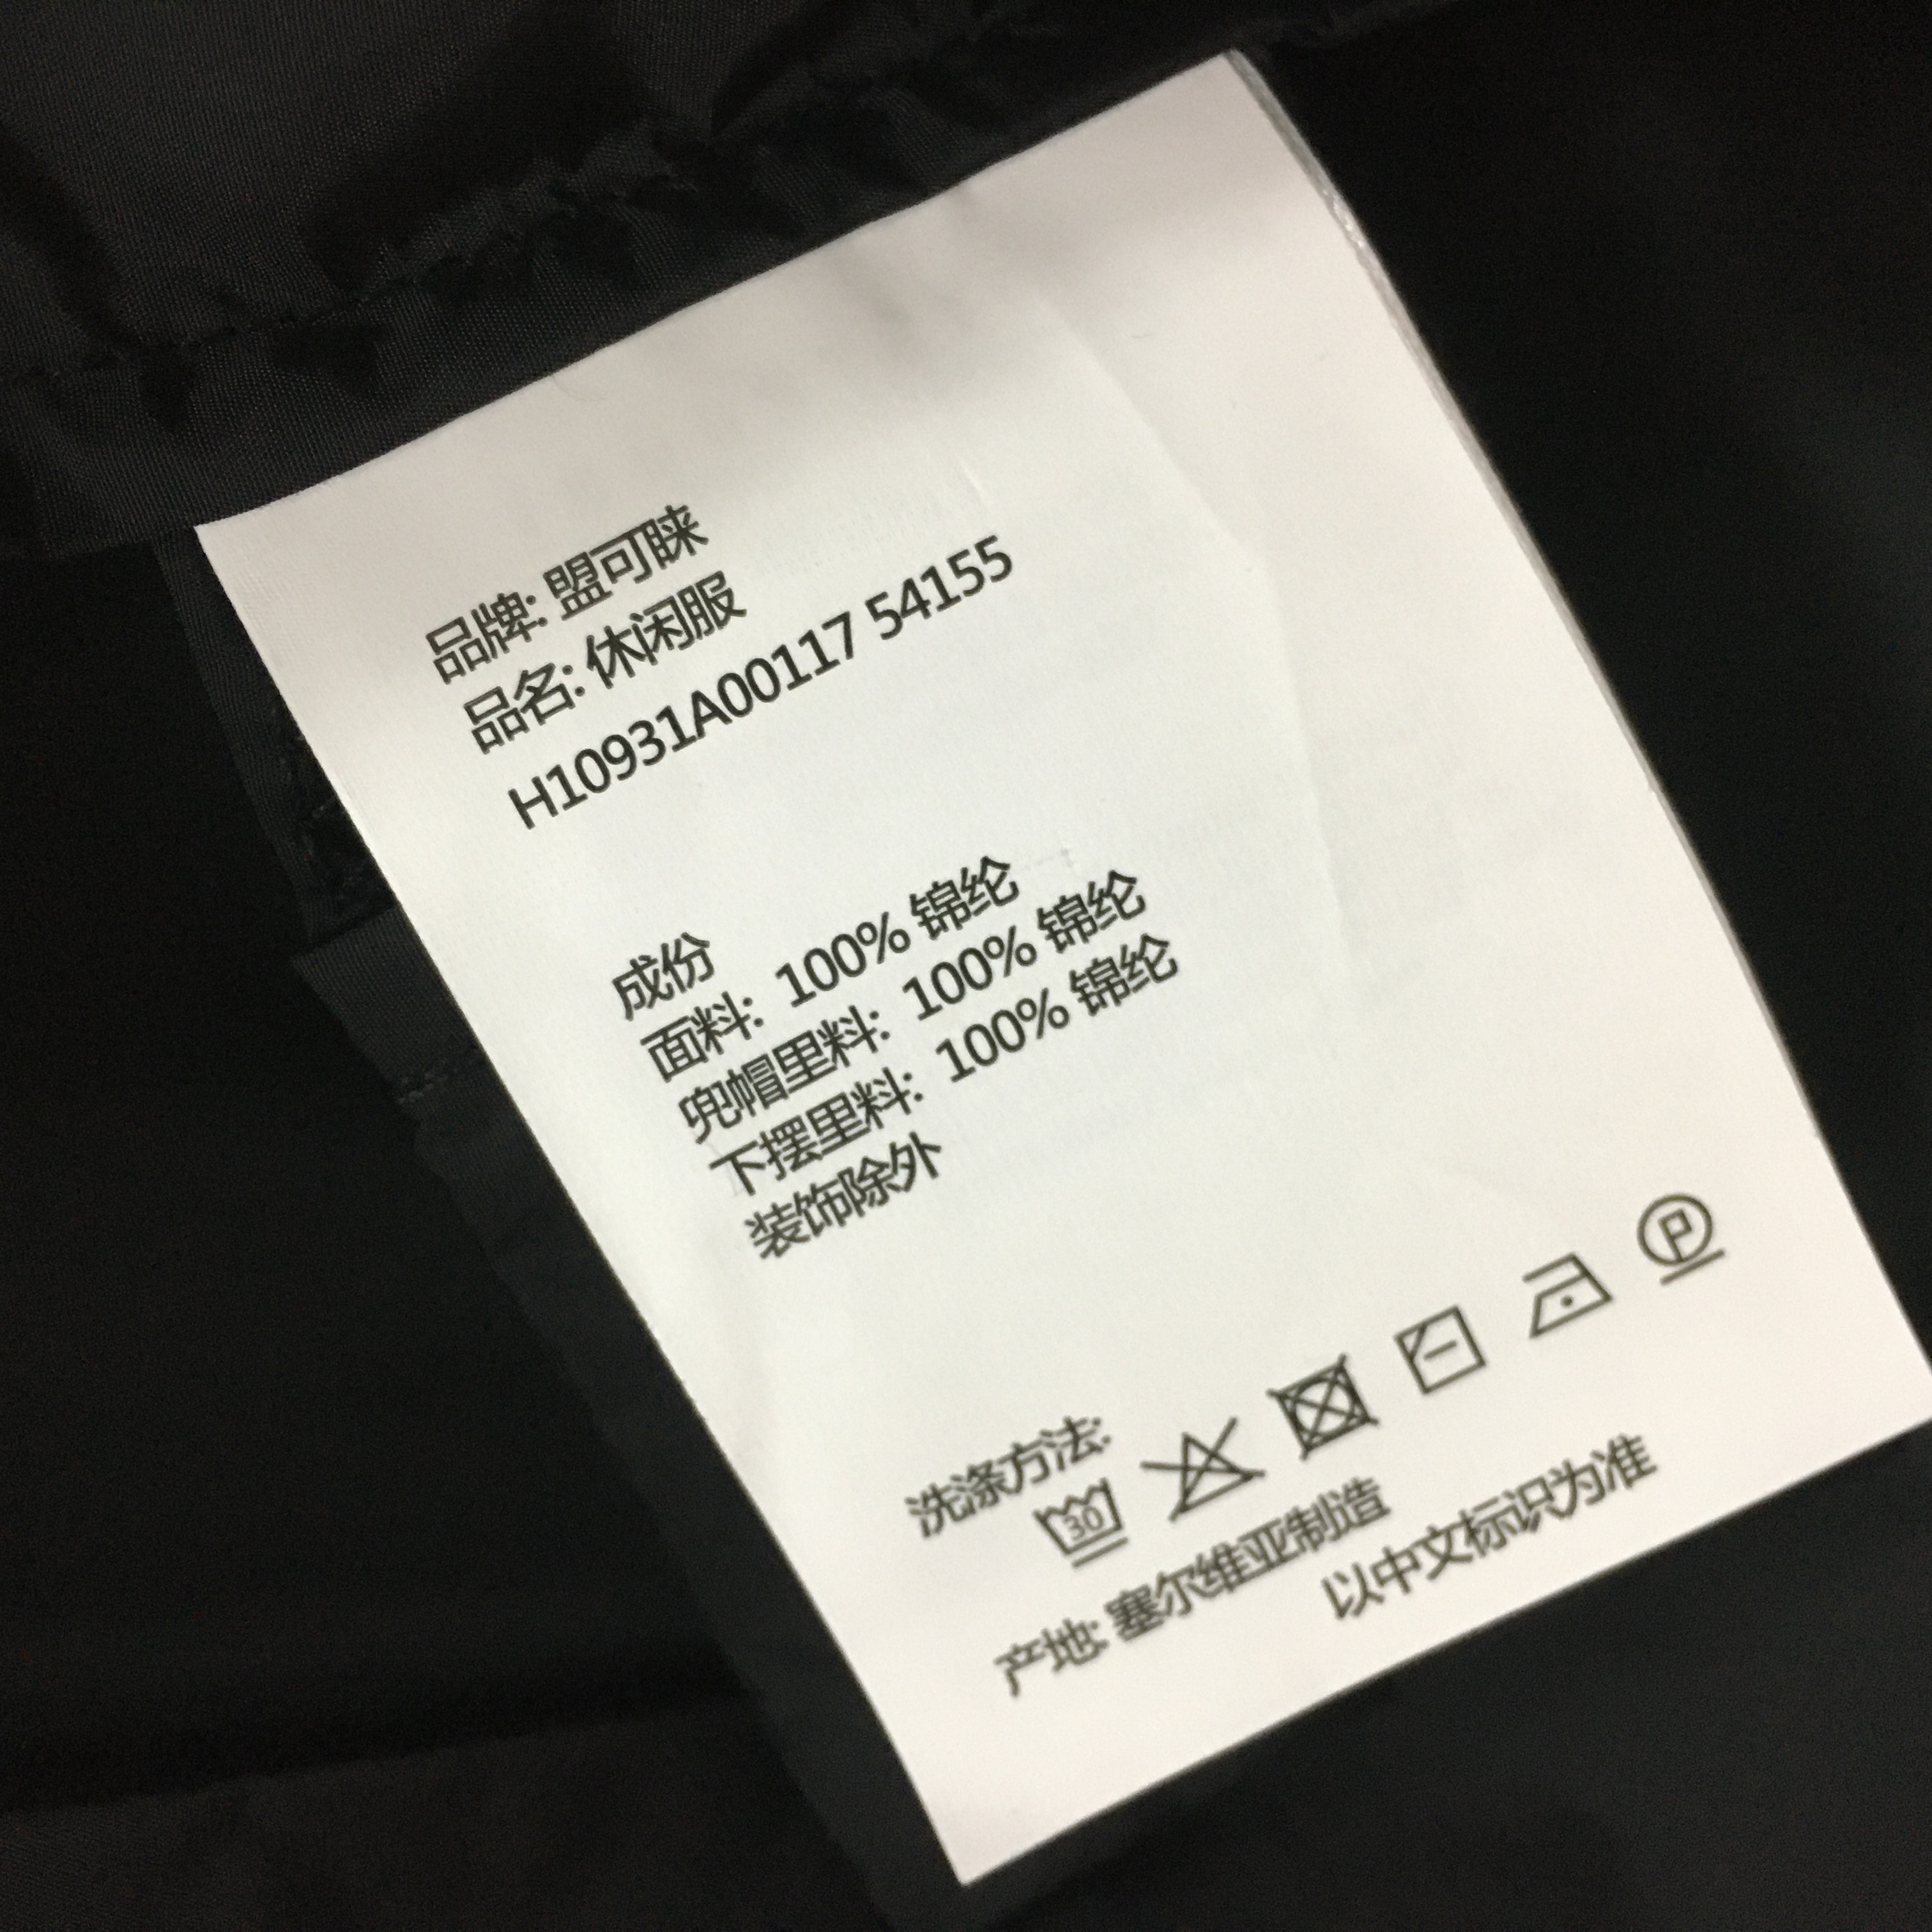 品牌: 盟可睐
品名: 休闲服
H10931A00117 54155
成份
面料: 100% 锦纶
兜帽里料: 100% 锦纶
下摆里料: 100% 锦纶
装饰除外
洗涤方法:
30
P
产地: 塞尔维亚制造
以中文标识为准